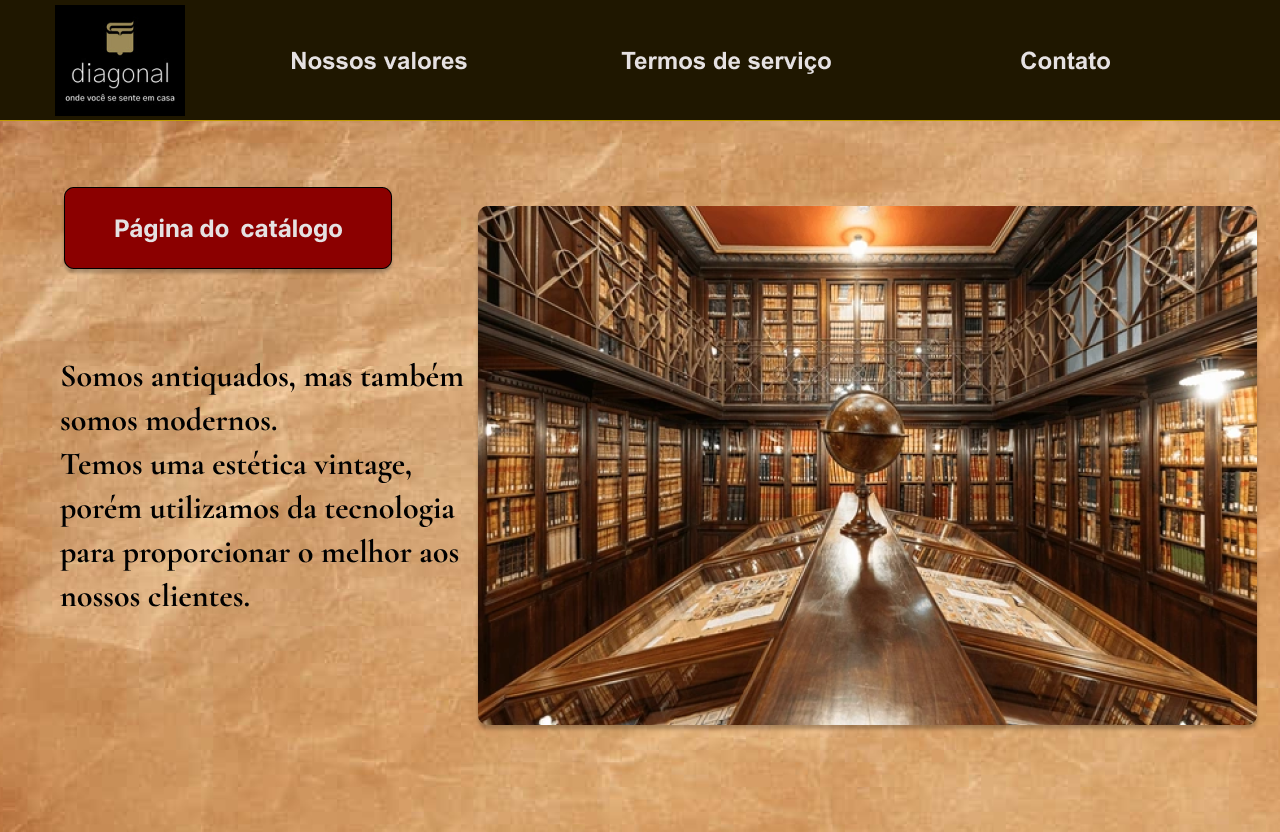 diagonal
onde você se sente em casa
Nossos valores
Termos de serviço
Contato
Página do catálogo
Somos antiquados, mas também
somos modernos.
Temos uma estética vintage,
porém utilizamos da tecnologia
para proporcionar o melhor aos
nossos clientes.